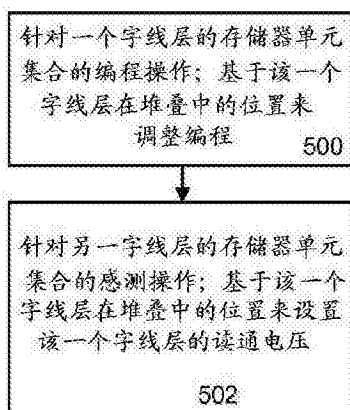 针对一个字线层的存储器单元
集合的编程操作；基于该一个
字线层在堆叠中的位置来
调整编程
500
针对另一字线层的存储器单元
集合的感测操作；基于该一个
字线层在堆叠中的位置来设置
该一个字线层的读通电压
502